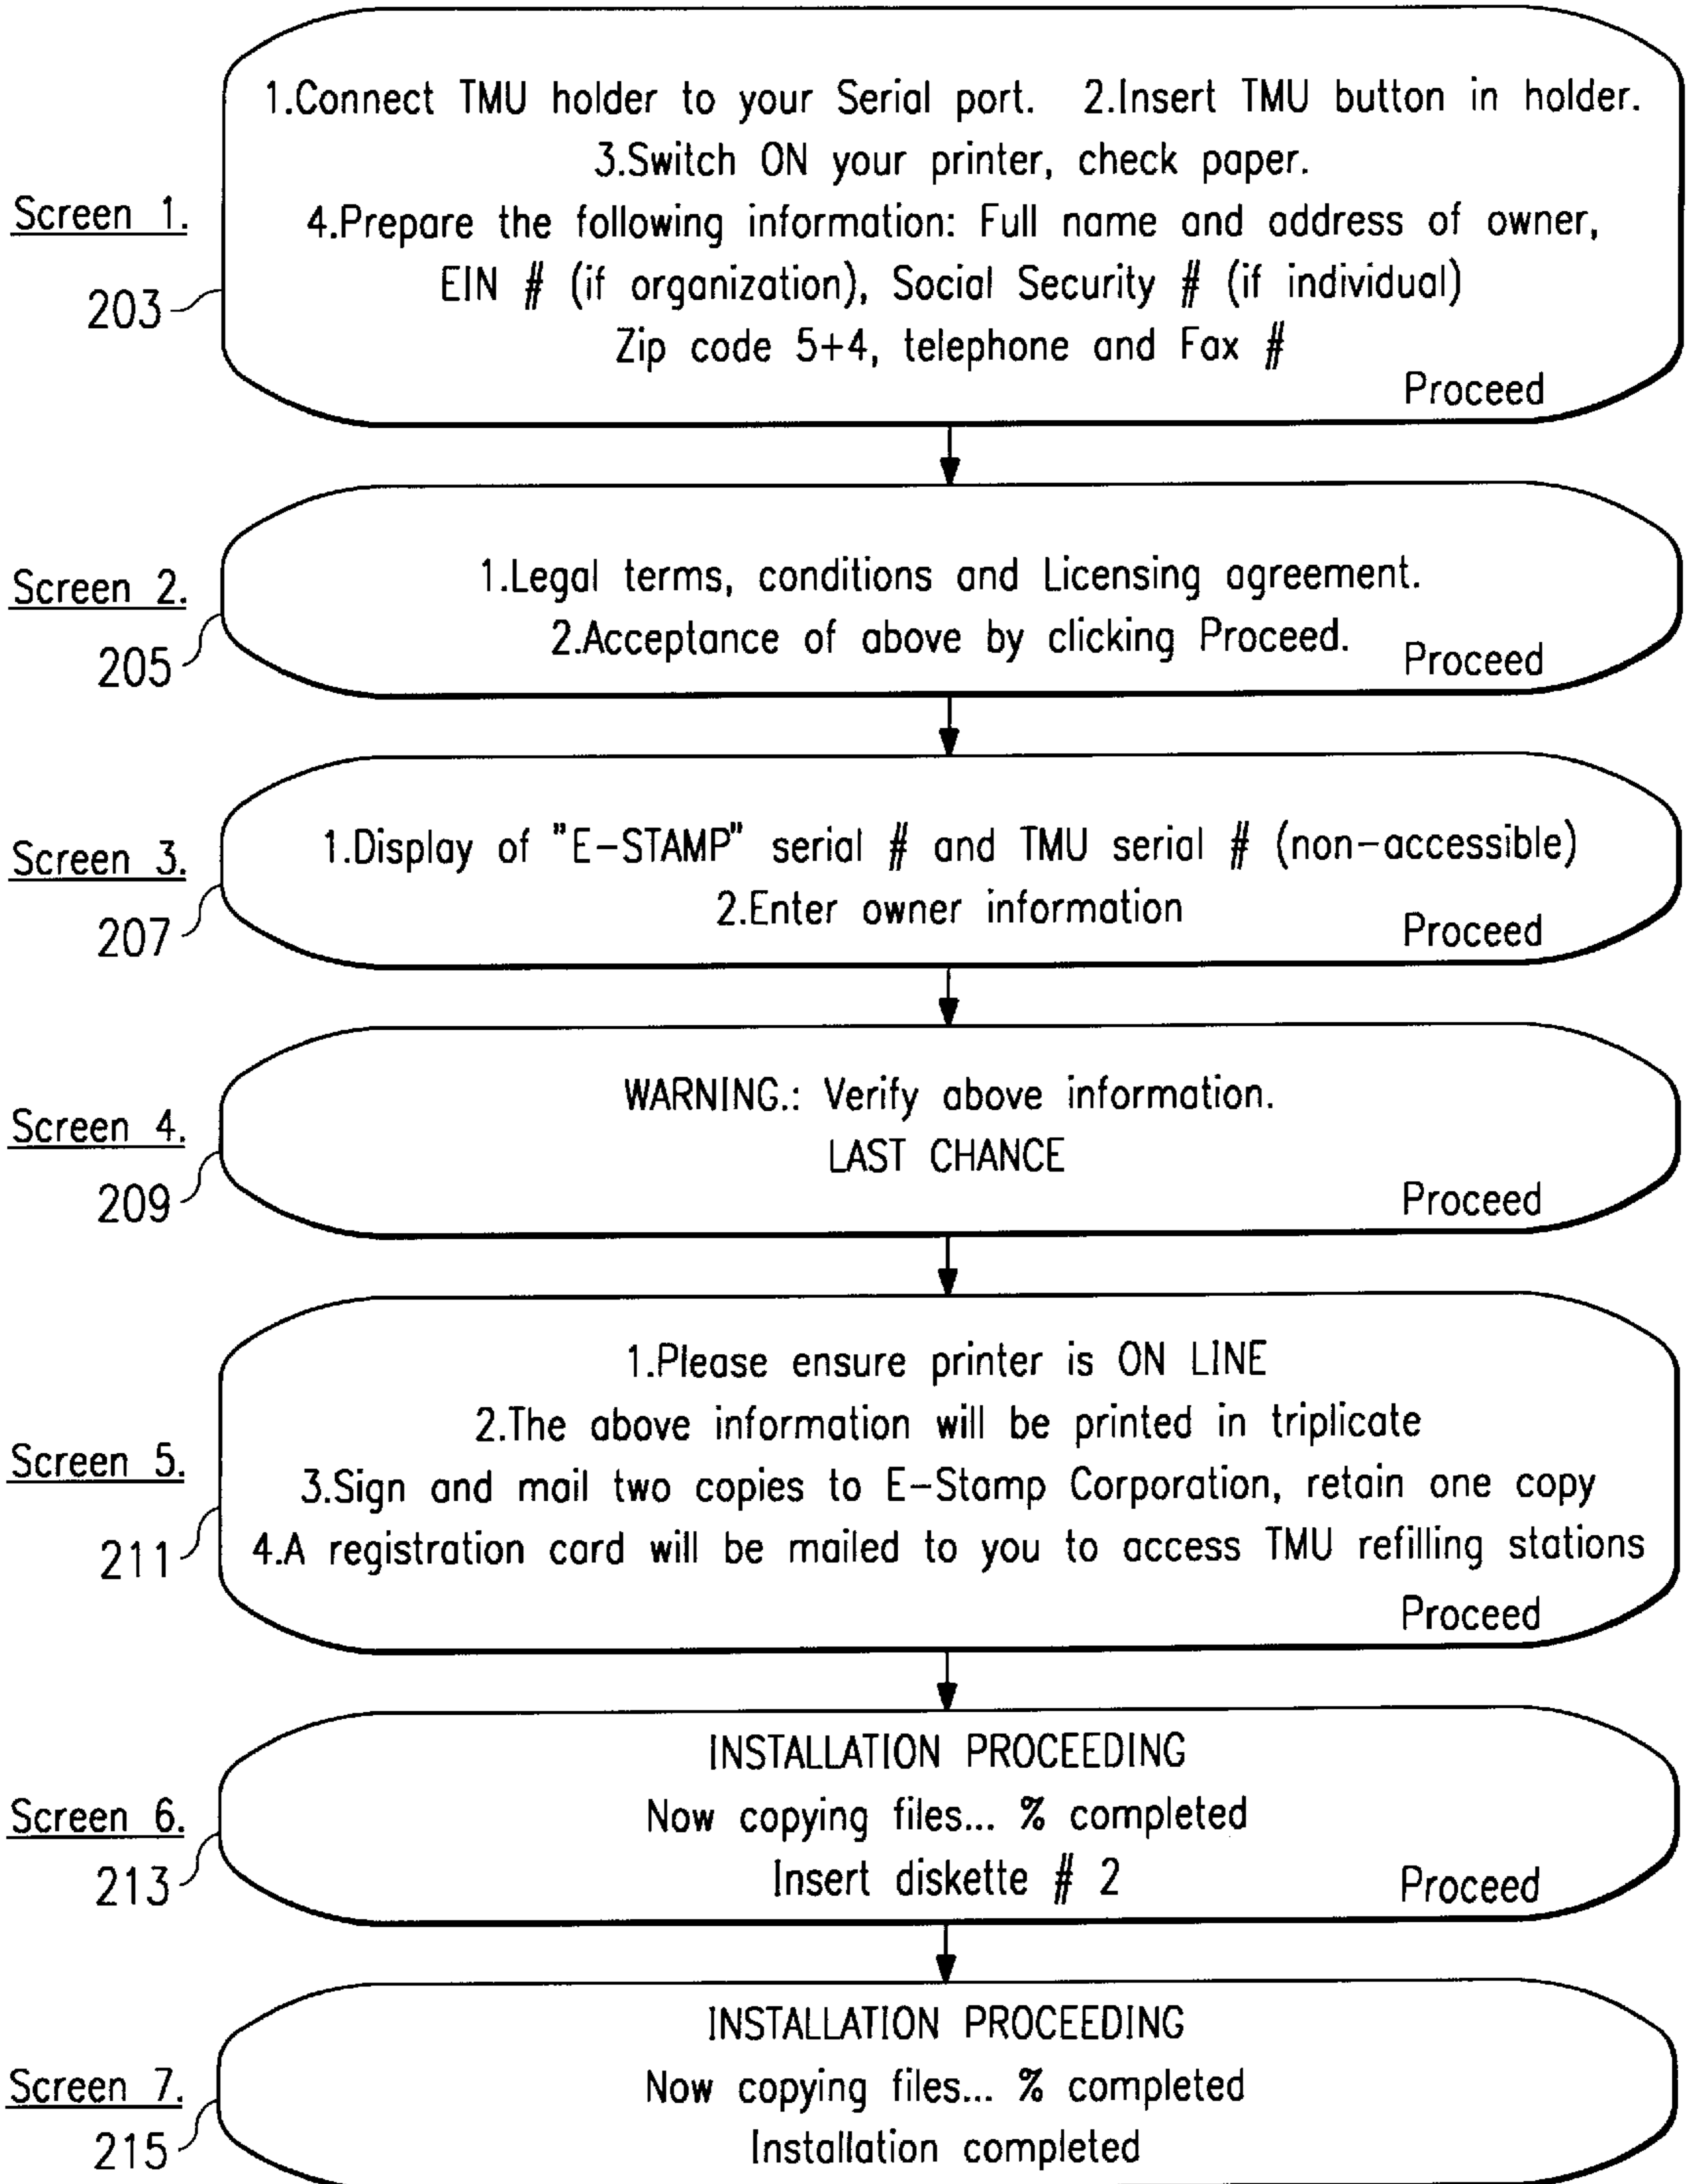 1.Connect TMU holder to your Serial port. 2.Insert TMU button in holder.
3.Switch ON your printer, check paper.
Screen 1.
4.Prepare the following information: Full name and address of owner,
EIN # (if organization), Social Security # (if individual)
203
Zip code 5+4, telephone and Fax #
Proceed
1.Legal terms, conditions and Licensing agreement.
Screen 2.
2.Acceptance of above by clicking Proceed.
205
Proceed
1.Display of "E-STAMP" serial # and TMU serial # (non-accessible)
Screen 3.
2.Enter owner information
207
Proceed
WARNING.: Verify above information.
Screen 4.
LAST CHANCE
209
Proceed
1.Please ensure printer is ON LINE
2.The above information will be printed in triplicate
Screen 5.
3.Sign and mail two copies to E-Stamp Corporation, retain one copy
211
4.A registration card will be mailed to you to access TMU refilling stations
Proceed
INSTALLATION PROCEEDING
Screen 6.
Now copying files... % completed
213
Insert diskette # 2
Proceed
INSTALLATION PROCEEDING
Screen 7.
Now copying files... % completed
215
Installation completed